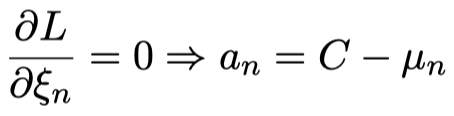 ∂L/∂ξₙ = 0 ⇒ aₙ = C − μₙ